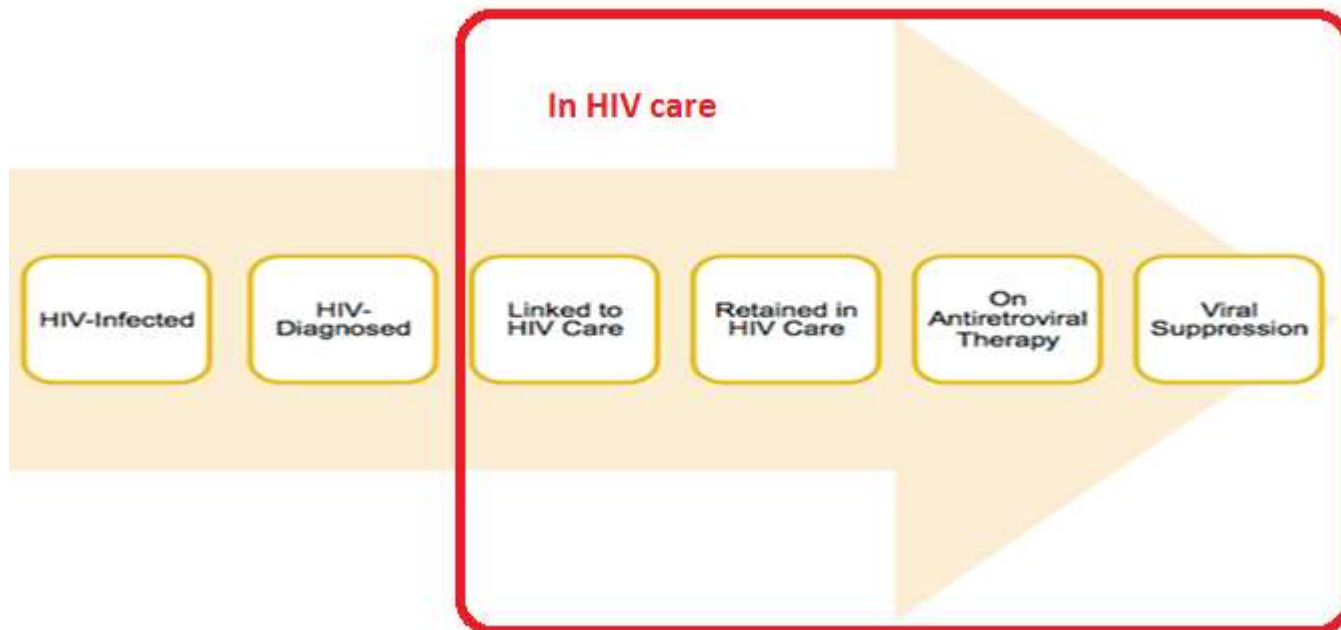 In HIV care
HIV-Infected
HIV-
Diagnosed
Linked to
HIV Care
Retained in
HIV Care
On
Antiretroviral
Therapy
Viral
Suppression